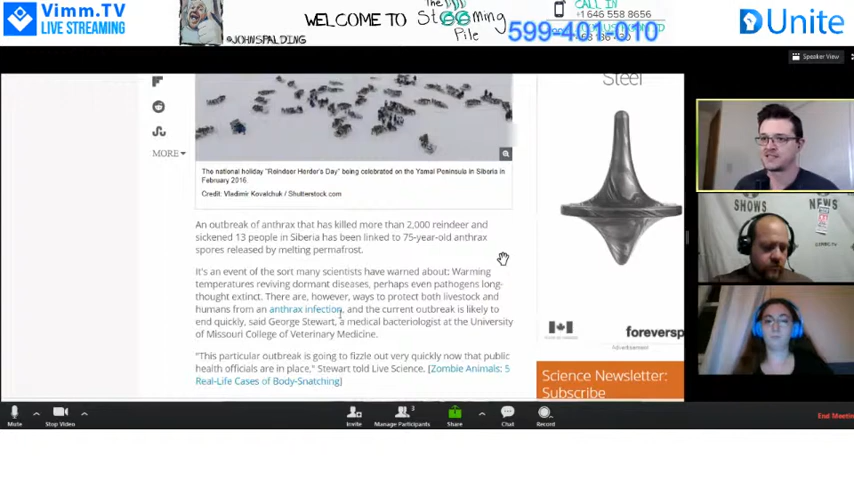 Vimm.TV
LIVE STREAMING
@JOHNSPALDING
WELCOME TO
The
Steeming
Pile
CALL IN
+1 646 558 8656
599-401-010
DUnite
Speaker View
Steel
MORE
The national holiday "Reindeer Herder's Day" being celebrated on the Yamal Peninsula in Siberia in
February 2016.
Credit: Vladimir Kovalchuk / Shutterstock.com
An outbreak of anthrax that has killed more than 2,000 reindeer and
sickened 13 people in Siberia has been linked to 75-year-old anthrax
spores released by melting permafrost.
It's an event of the sort many scientists have warned about: Warming
temperatures reviving dormant diseases, perhaps even pathogens long-
thought extinct. There are, however, ways to protect both livestock and
humans from an anthrax infection, and the current outbreak is likely to
end quickly, said George Stewart, a medical bacteriologist at the University
of Missouri College of Veterinary Medicine.
"This particular outbreak is going to fizzle out very quickly now that public
health officials are in place," Stewart told Live Science. [Zombie Animals: 5
Real-Life Cases of Body-Snatching]
foreversp
Advertisement
Science Newsletter:
Subscribe
SHOWS
NEWS
Mute
Stop Video
Invite
3
Manage Participants
Share
Chat
Record
End Meetin